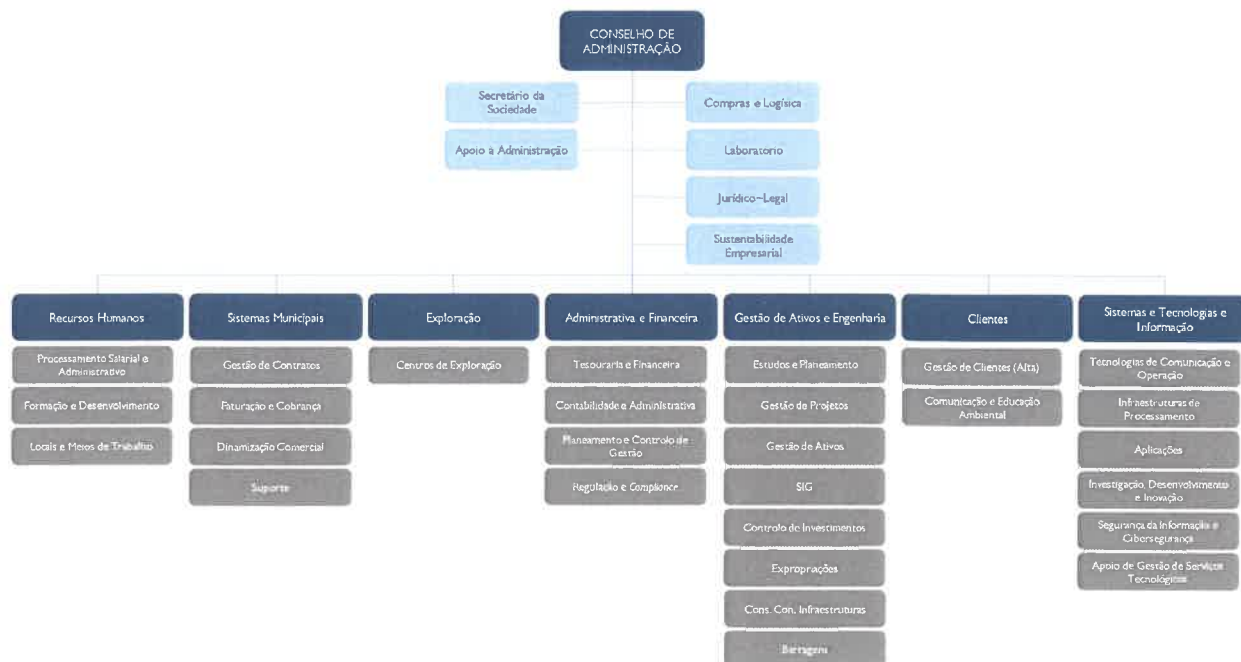 CONSELHO DE
ADMINISTRAÇÃO
Secretário da
Sociedade
Compras e Logísica
Apoio à Administração
Laboratório
Jurídico-Legal
Sustentabilidade
Empresarial
Recursos Humanos
Processamento Salarial e
Administrativo
Formação e Desenvolvimento
Locais e Meios de Trabalho
Sistemas Municipais
Gestão de Contratos
Faturação e Cobrança
Dinamização Comercial
Suporte
Exploração
Centros de Exploração
Administrativa e Financeira
Tesouraria e Financeira
Contabilidade e Administrativa
Planeamento e Controlo de
Gestão
Regulação e Compliance
Gestão de Ativos e Engenharia
Estudos e Planeamento
Gestão de Projetos
Gestão de Ativos
SIG
Controlo de Investimentos
Expropriações
Cons. Con. Infraestruturas
Barragens
Clientes
Gestão de Clientes (Alta)
Comunicação e Educação
Ambiental
Sistemas e Tecnologias e
Informação
Tecnologias de Comunicação e
Operação
Infraestruturas de
Processamento
Aplicações
Investigação, Desenvolvimento
e Inovação
Segurança da Informação e
Cibersegurança
Apoio de Gestão de Serviços
Tecnológicos